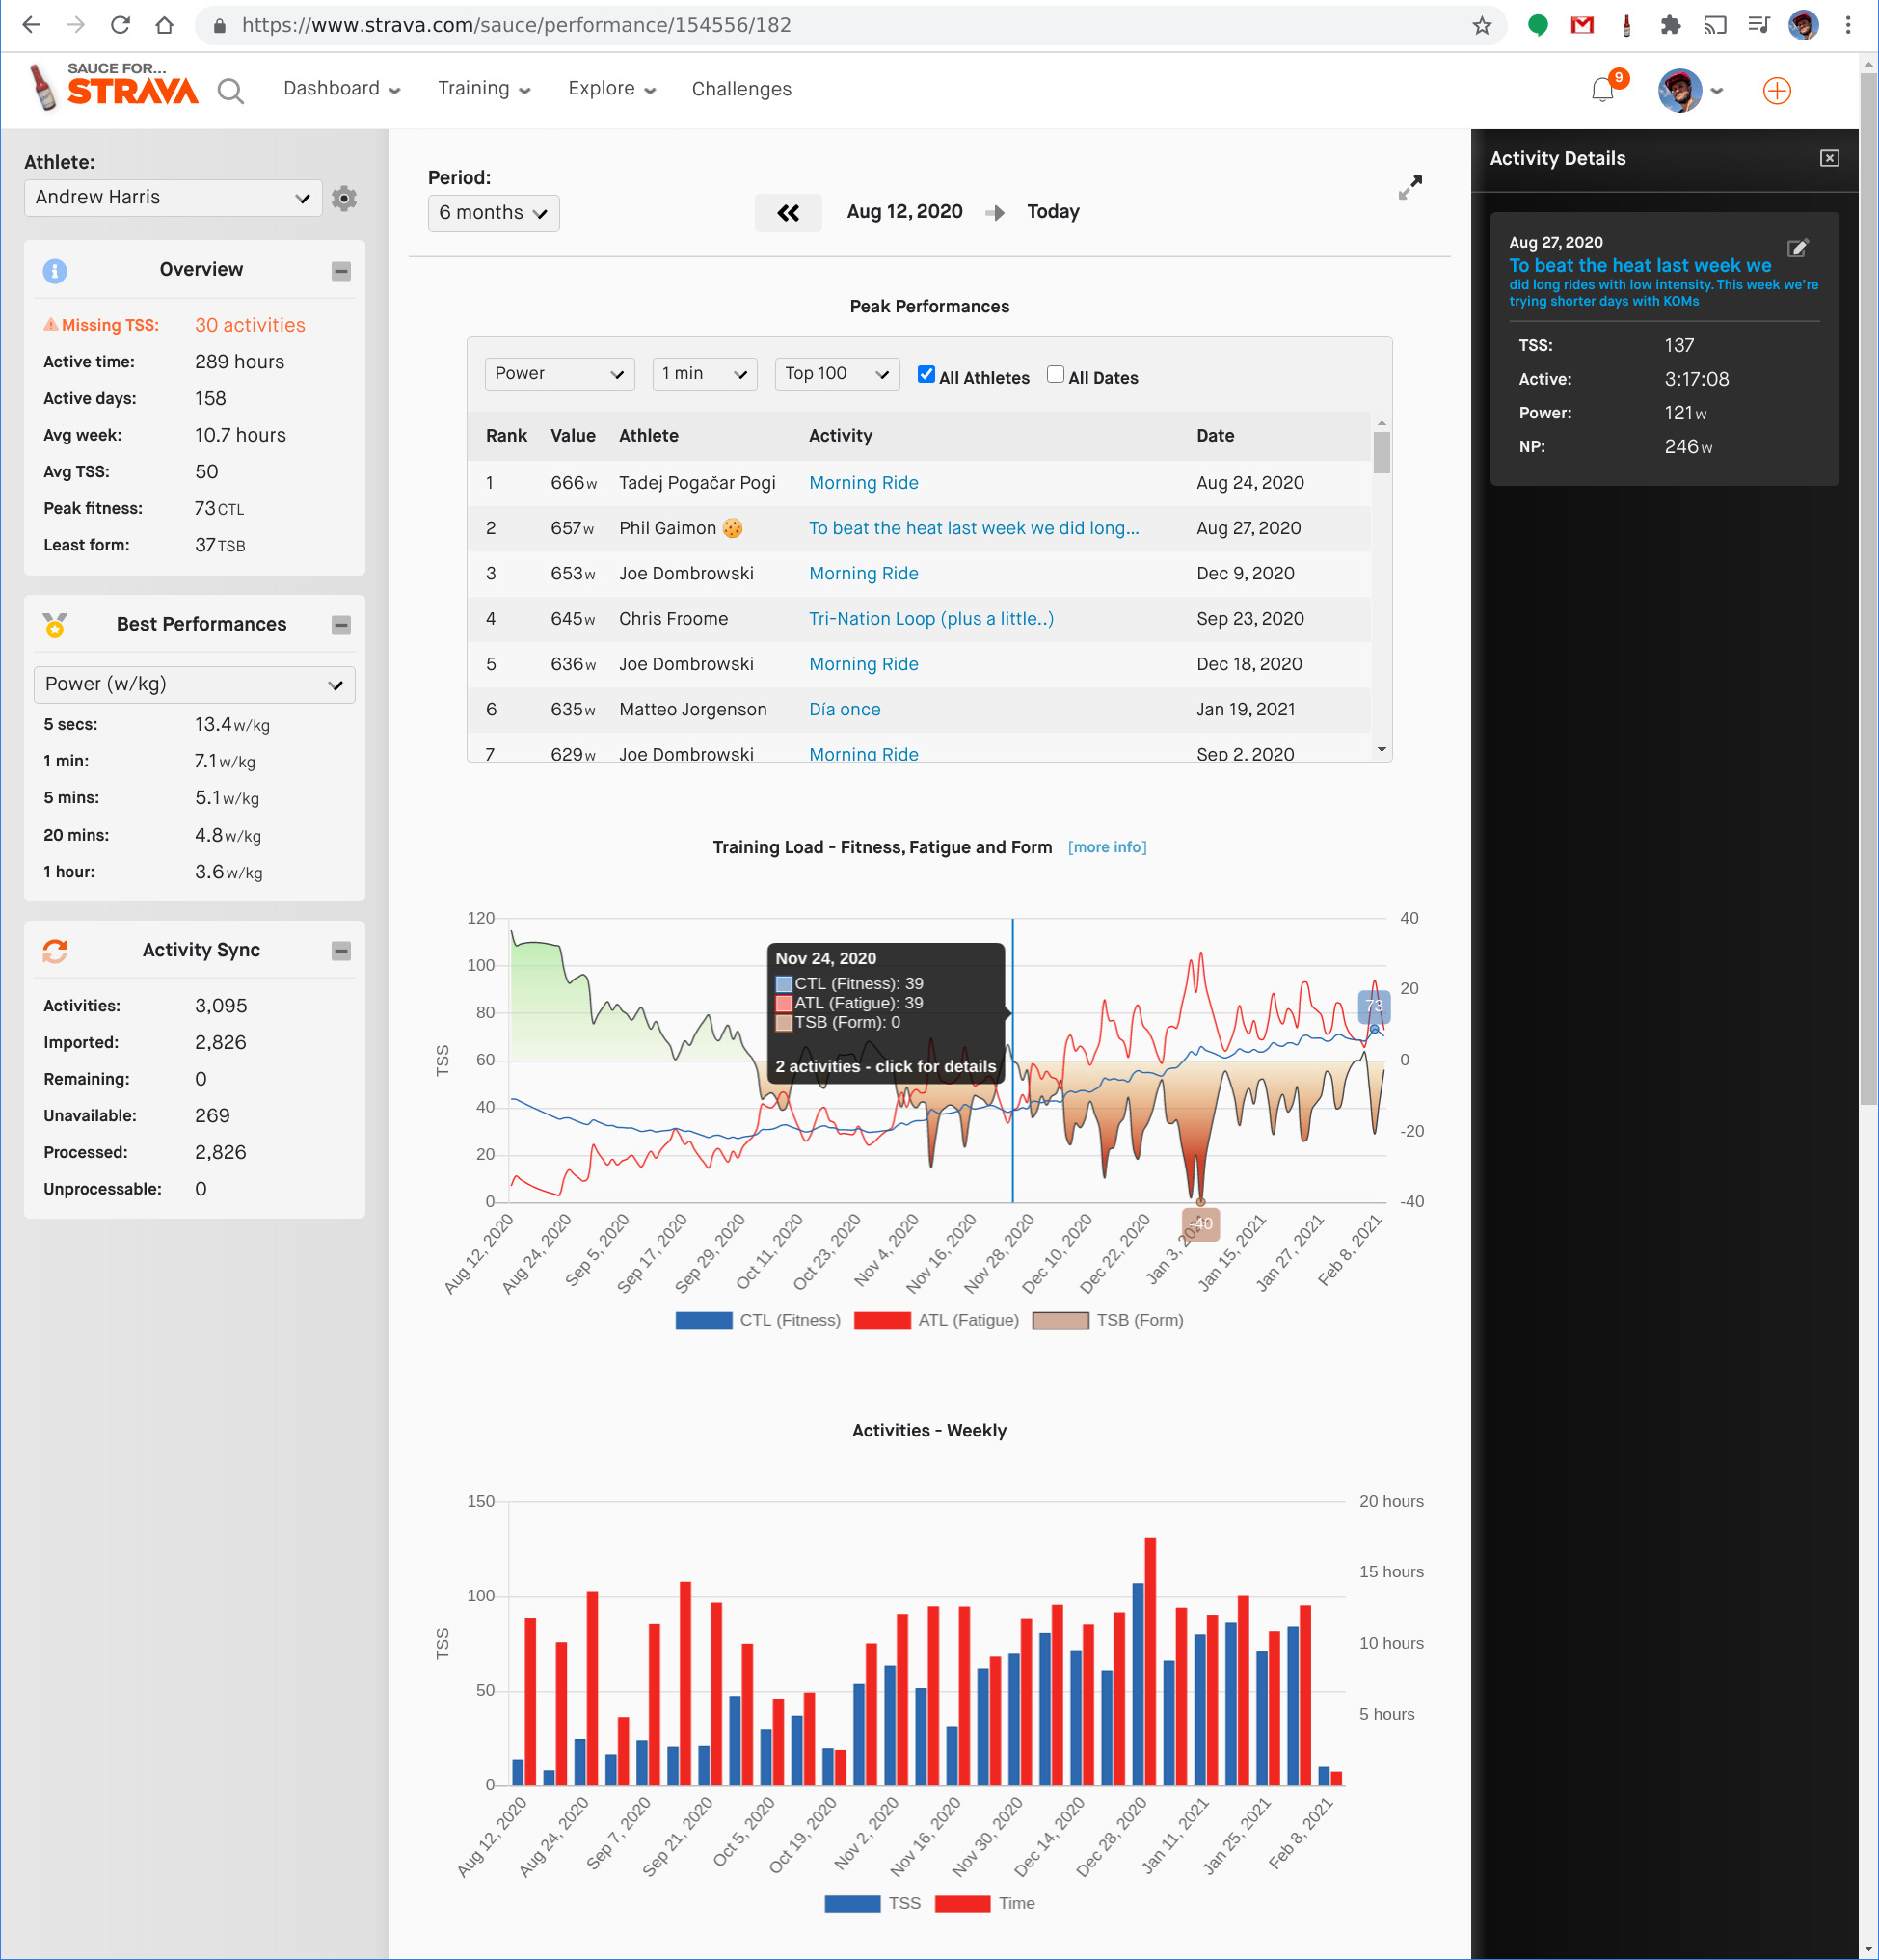 https://www.strava.com/sauce/performance/154556/182
SAUCE FOR...
STRAVA
Dashboard
Training
Explore
Challenges
9
Athlete:
Andrew Harris
Overview
Missing TSS: 30 activities
Active time: 289 hours
Active days: 158
Avg week: 10.7 hours
Avg TSS: 50
Peak fitness: 73 CTL
Least form: 37 TSB
Best Performances
Power (w/kg)
5 secs: 13.4 w/kg
1 min: 7.1 w/kg
5 mins: 5.1 w/kg
20 mins: 4.8 w/kg
1 hour: 3.6 w/kg
Activity Sync
Activities: 3,095
Imported: 2,826
Remaining: 0
Unavailable: 269
Processed: 2,826
Unprocessable: 0
Period:
6 months
Aug 12, 2020
Today
Peak Performances
Power
1 min
Top 100
All Athletes
All Dates
Rank Value Athlete Activity Date
1 666 w Tadej Pogačar Pogi Morning Ride Aug 24, 2020
2 657 w Phil Gaimon 🍪 To beat the heat last week we did long... Aug 27, 2020
3 653 w Joe Dombrowski Morning Ride Dec 9, 2020
4 645 w Chris Froome Tri-Nation Loop (plus a little..) Sep 23, 2020
5 636 w Joe Dombrowski Morning Ride Dec 18, 2020
6 635 w Matteo Jorgenson Día once Jan 19, 2021
7 629 w Joe Dombrowski Morning Ride Sep 2, 2020
Training Load - Fitness, Fatigue and Form [more info]
TSS
120
100
80
60
40
20
0
40
20
0
-20
-40
Nov 24, 2020
CTL (Fitness): 39
ATL (Fatigue): 39
TSB (Form): 0
2 activities - click for details
73
-40
Aug 12, 2020
Aug 24, 2020
Sep 5, 2020
Sep 17, 2020
Sep 29, 2020
Oct 11, 2020
Oct 23, 2020
Nov 4, 2020
Nov 16, 2020
Nov 28, 2020
Dec 10, 2020
Dec 22, 2020
Jan 3, 2021
Jan 15, 2021
Jan 27, 2021
Feb 8, 2021
CTL (Fitness) ATL (Fatigue) TSB (Form)
Activities - Weekly
TSS
150
100
50
0
20 hours
15 hours
10 hours
5 hours
Aug 12, 2020
Aug 24, 2020
Sep 7, 2020
Sep 21, 2020
Oct 5, 2020
Oct 19, 2020
Nov 2, 2020
Nov 16, 2020
Nov 30, 2020
Dec 14, 2020
Dec 28, 2020
Jan 11, 2021
Jan 25, 2021
Feb 8, 2021
TSS Time
Activity Details
Aug 27, 2020
To beat the heat last week we
did long rides with low intensity. This week we're
trying shorter days with KOMs
TSS: 137
Active: 3:17:08
Power: 121 w
NP: 246 w